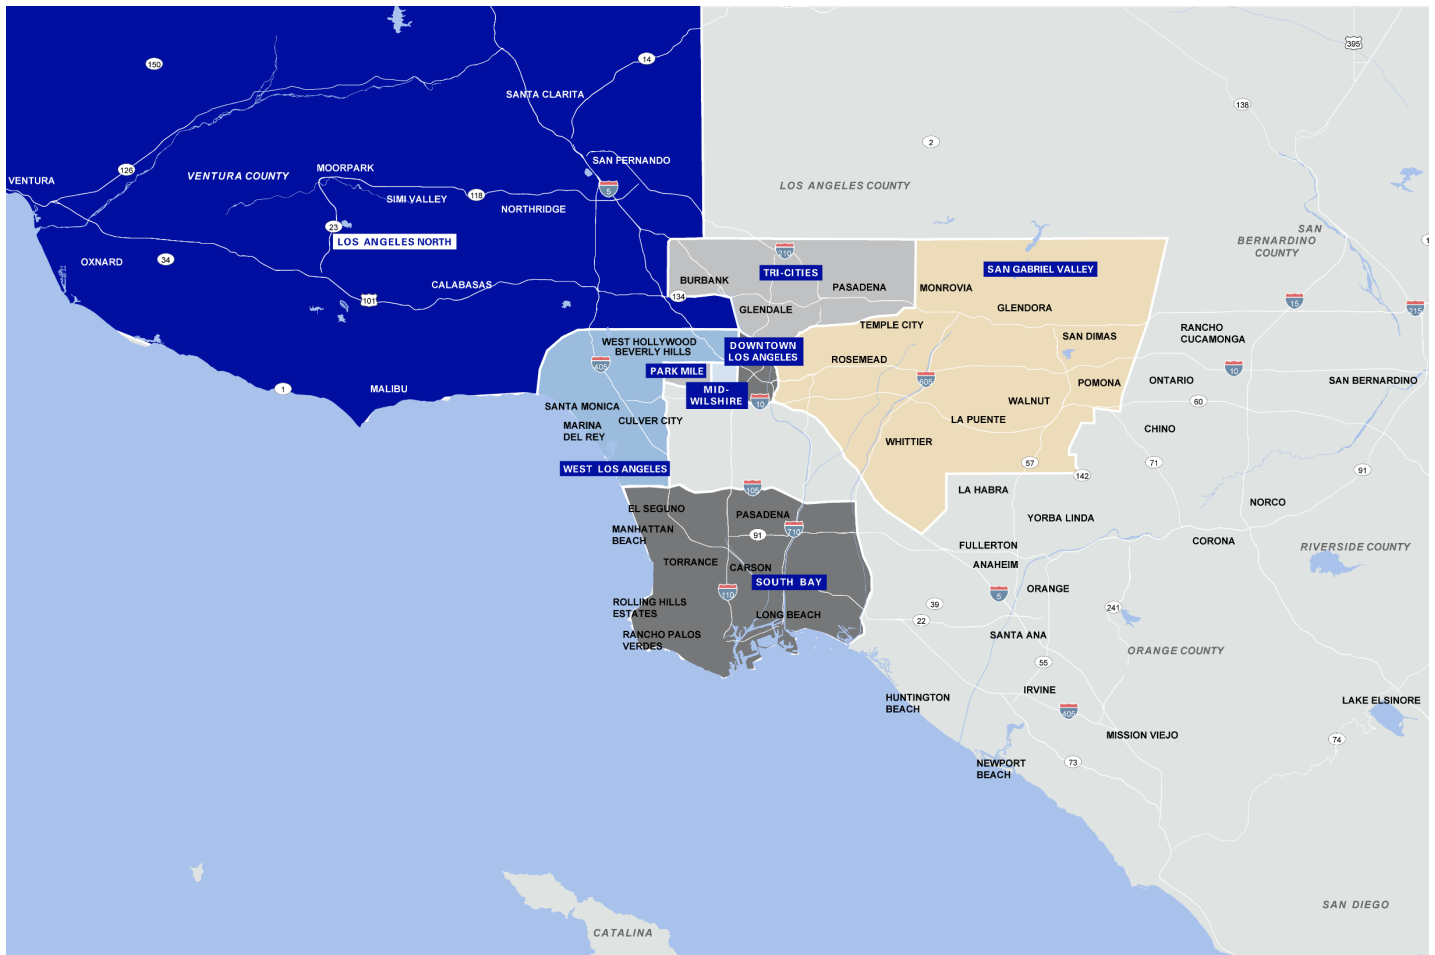 395
150
14
SANTA CLARITA
138
2
126
SAN FERNANDO
MOORPARK
VENTURA COUNTY
VENTURA
5
LOS ANGELES COUNTY
118
SIMI VALLEY
NORTHRIDGE
23
LOS ANGELES NORTH
SAN
BERNARDINO
COUNTY
1
210
OXNARD
34
TRI-CITIES
SAN GABRIEL VALLEY
BURBANK
CALABASAS
PASADENA
MONROVIA
134
101
15
215
GLENDALE
GLENDORA
TEMPLE CITY
RANCHO
CUCAMONGA
SAN DIMAS
WEST HOLLYWOOD
BEVERLY HILLS
DOWNTOWN
LOS ANGELES
ROSEMEAD
405
PARK MILE
10
605
POMONA
ONTARIO
SAN BERNARDINO
1
MALIBU
MID-
WILSHIRE
10
WALNUT
60
SANTA MONICA
CULVER CITY
LA PUENTE
MARINA
DEL REY
CHINO
WHITTIER
WEST LOS ANGELES
57
71
91
142
105
LA HABRA
NORCO
EL SEGUNO
PASADENA
YORBA LINDA
MANHATTAN
BEACH
710
91
CORONA
FULLERTON
RIVERSIDE COUNTY
TORRANCE
CARSON
ANAHEIM
SOUTH BAY
110
5
ORANGE
ROLLING HILLS
ESTATES
39
241
LONG BEACH
22
RANCHO PALOS
VERDES
SANTA ANA
ORANGE COUNTY
55
IRVINE
HUNTINGTON
BEACH
LAKE ELSINORE
405
MISSION VIEJO
74
NEWPORT
BEACH
73
SAN DIEGO
CATALINA